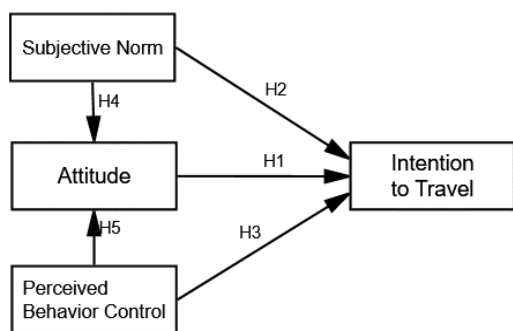 Subjective Norm
H4
H2
Attitude
H1
Intention
to Travel
H5
H3
Perceived
Behavior Control